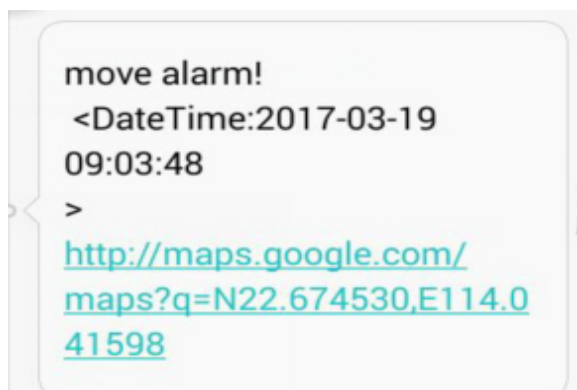 move alarm!
<DateTime:2017-03-19
09:03:48
>
http://maps.google.com/
maps?q=N22.674530,E114.0
41598